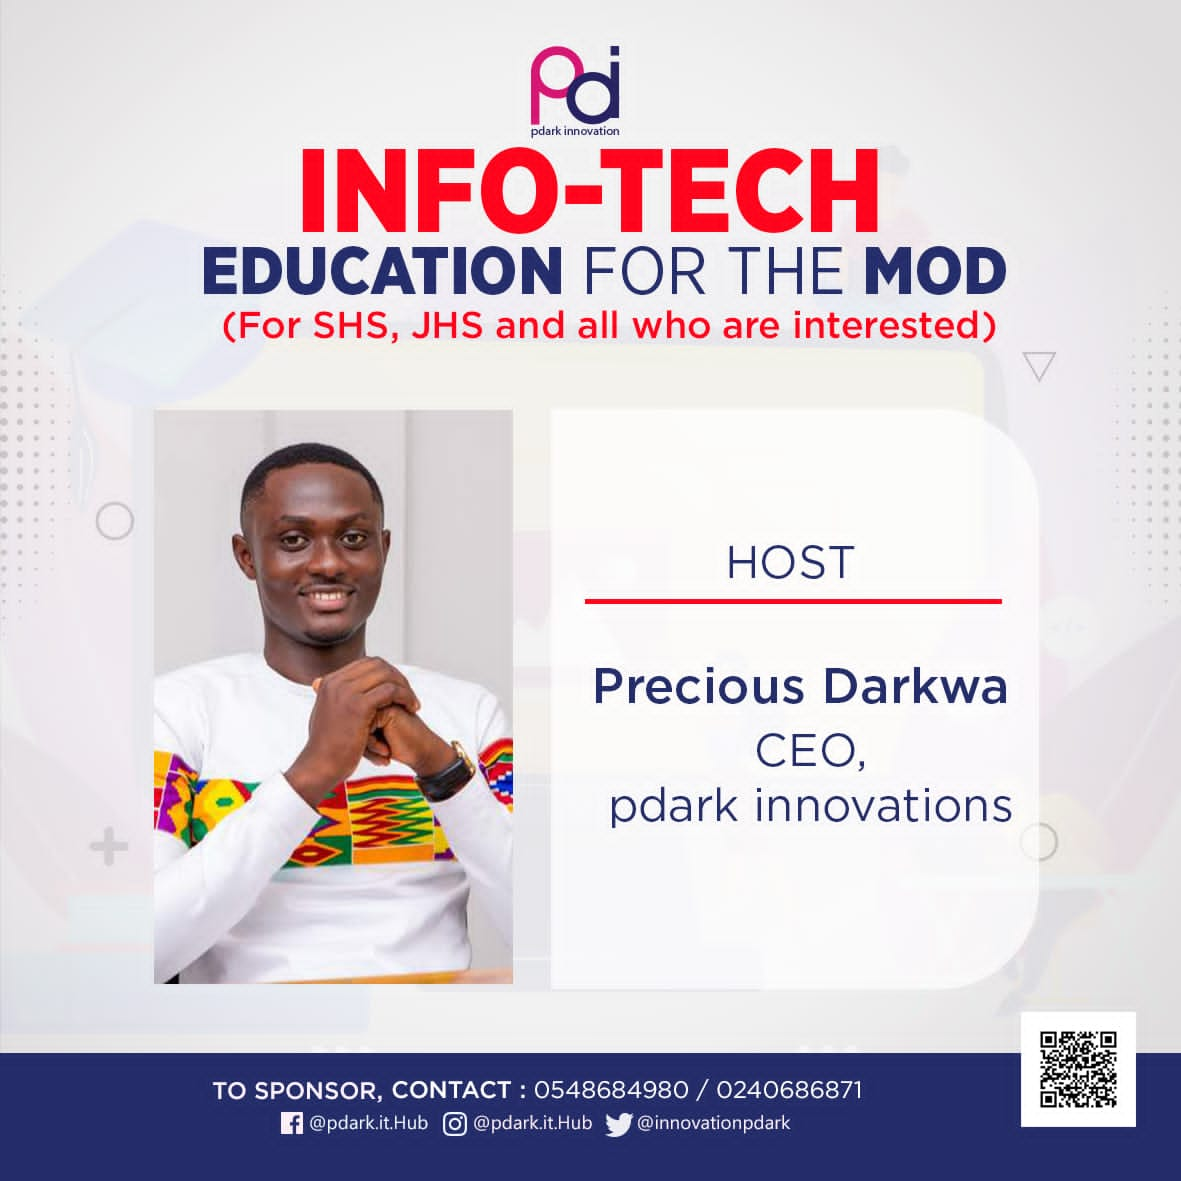 Pdi
pdark innovation
INFO-TECH
EDUCATION FOR THE MOD
(For SHS, JHS and all who are interested)
HOST
Precious Darkwa
CEO,
pdark innovations
TO SPONSOR, CONTACT : 0548684980 / 0240686871
@pdark.it.Hub @pdark.it.Hub @innovationpdark